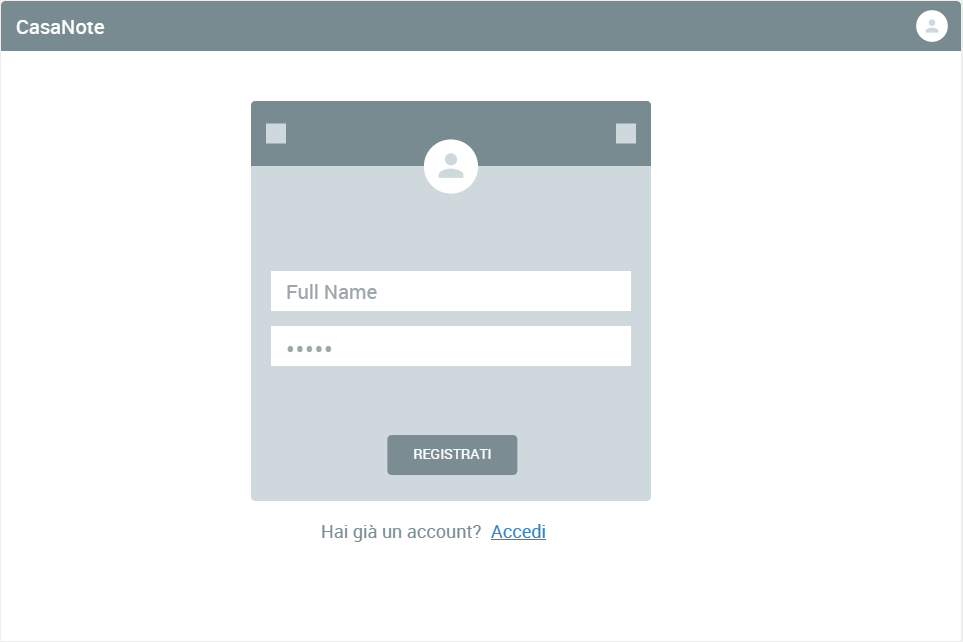 CasaNote
Full Name
•••••
REGISTRATI
Hai già un account? Accedi